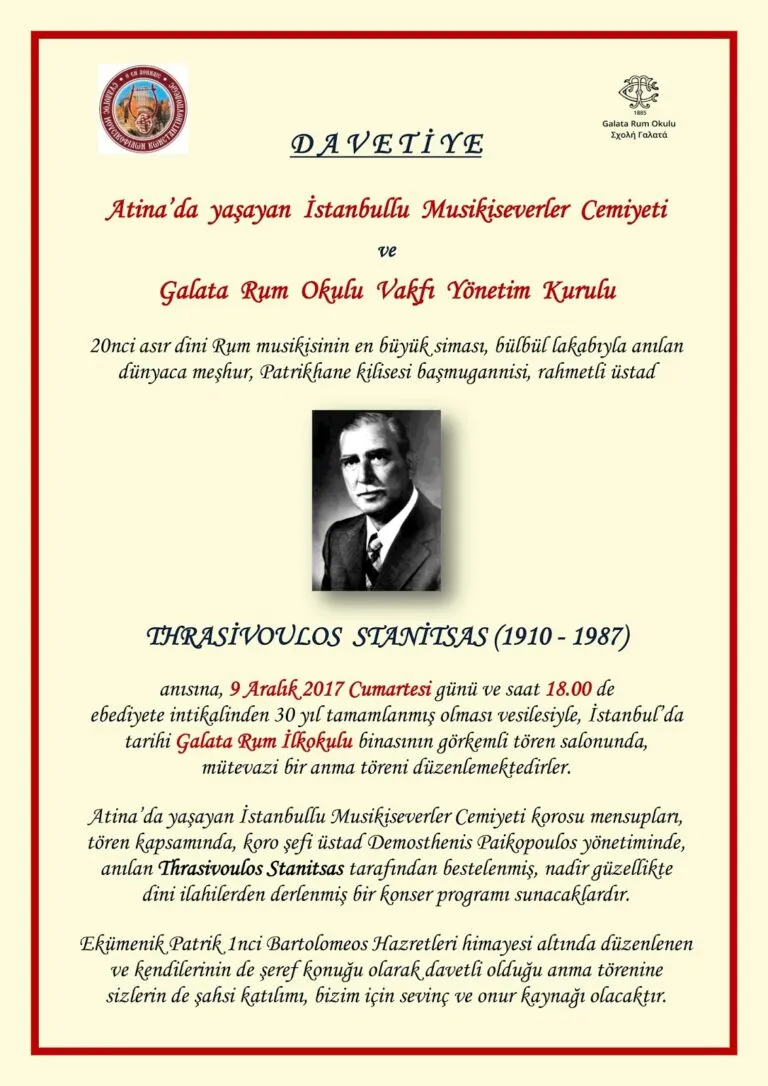 1885
Galata Rum Okulu
Σχολή Γαλατά
DAVETİYE
Atina’da yaşayan İstanbullu Musikiseverler Cemiyeti
ve
Galata Rum Okulu Vakfı Yönetim Kurulu
20nci asır dini Rum musikisinin en büyük siması, bülbül lakabıyla anılan
dünyaca meşhur, Patrikhane kilisesi başmugannisi, rahmetli üstad
THRASİVOULOS STANİTSAS (1910 - 1987)
anısına, 9 Aralık 2017 Cumartesi günü ve saat 18.00 de
ebediyete intikalinden 30 yıl tamamlanmış olması vesilesiyle, İstanbul’da
tarihi Galata Rum İlkokulu binasının görkemli tören salonunda,
mütevazi bir anma töreni düzenlemektedirler.
Atina’da yaşayan İstanbullu Musikiseverler Cemiyeti korosu mensupları,
tören kapsamında, koro şefi üstad Demosthenis Paikopoulos yönetiminde,
anılan Thrasivoulos Stanitsas tarafından bestelenmiş, nadir güzellikte
dini ilahilerden derlenmiş bir konser programı sunacaklardır.
Ekümenik Patrik 1nci Bartolomeos Hazretleri himayesi altında düzenlenen
ve kendilerinin de şeref konuğu olarak davetli olduğu anma törenine
sizlerin de şahsi katılımı, bizim için sevinç ve onur kaynağı olacaktır.